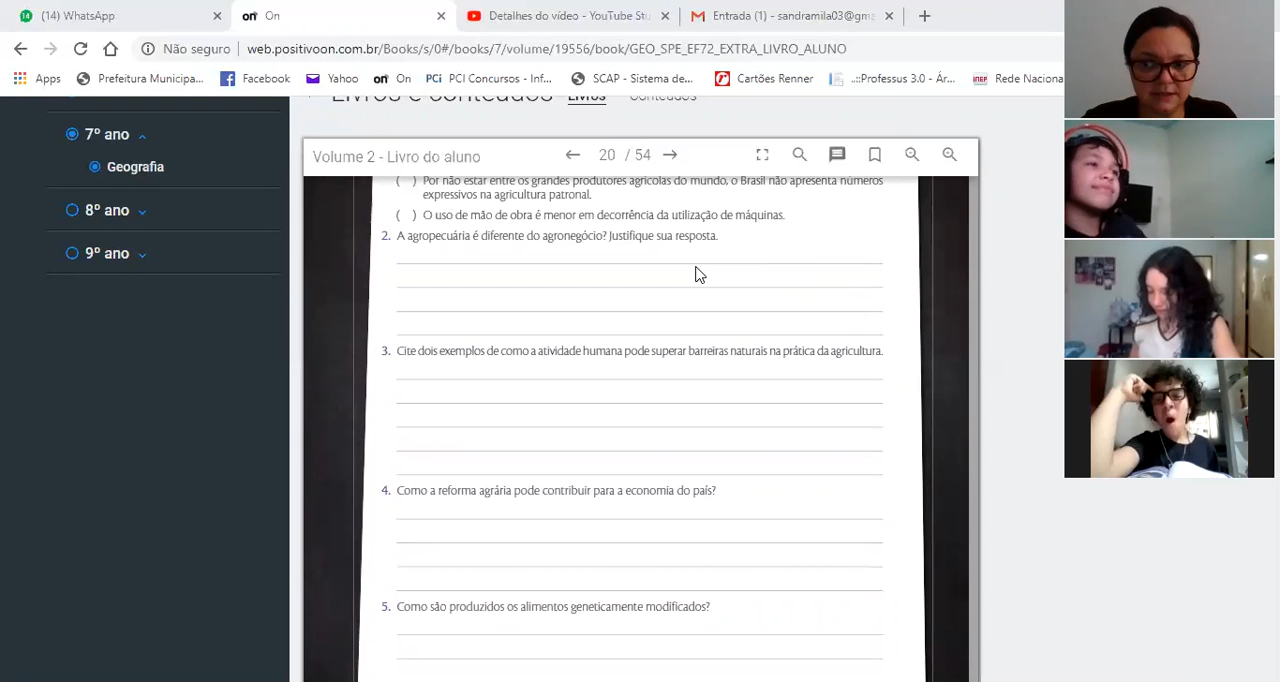 (14) WhatsApp
On
Detalhes do vídeo - YouTube Stu
Entrada (1) - sandramila03@gma
Não seguro
web.positivoon.com.br/Books/s/0#/books/7/volume/19556/book/GEO_SPE_EF72_EXTRA_LIVRO_ALUNO
Apps
Prefeitura Municipa...
Facebook
Yahoo
On
PCI Concursos - Inf...
SCAP - Sistema de...
Cartões Renner
..::Professus 3.0 - Ár...
Rede Naciona
Livros e conteúdos
Livros
Conteúdos
7º ano
Geografia
8º ano
9º ano
Volume 2 - Livro do aluno
20 / 54
( ) Por não estar entre os grandes produtores agrícolas do mundo, o Brasil não apresenta números
expressivos na agricultura patronal.
( ) O uso de mão de obra é menor em decorrência da utilização de máquinas.
2. A agropecuária é diferente do agronegócio? Justifique sua resposta.
3. Cite dois exemplos de como a atividade humana pode superar barreiras naturais na prática da agricultura.
4. Como a reforma agrária pode contribuir para a economia do país?
5. Como são produzidos os alimentos geneticamente modificados?